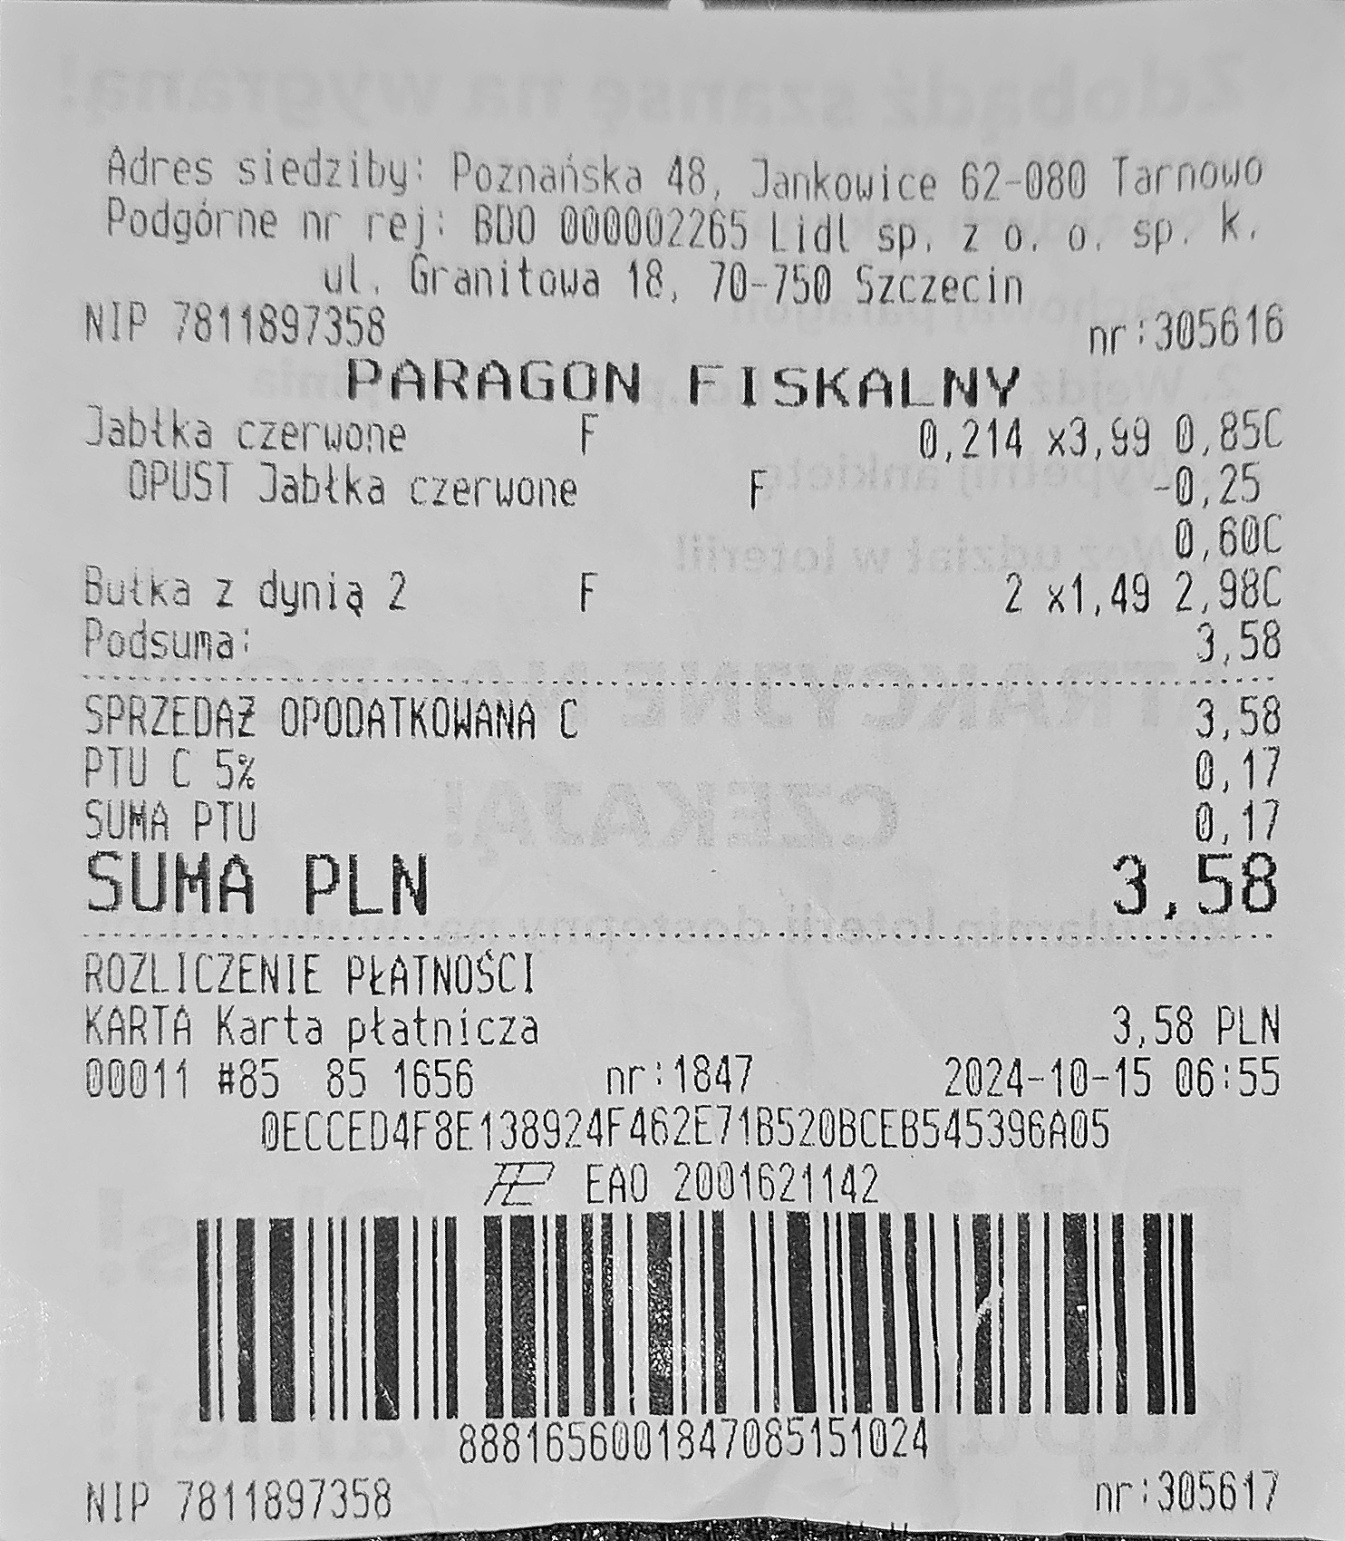 Adres siedziby: Poznańska 48, Jankowice 62-080 Tarnowo
Podgórne nr rej: BDO 000002265 Lidl sp. z o. o. sp. k.
ul. Granitowa 18, 70-750 Szczecin
NIP 7811897358 nr:305616
PARAGON FISKALNY
Jabłka czerwone F 0,214 x3,99 0,85C
OPUST Jabłka czerwone F -0,25
0,60C
Bułka z dynią 2 F 2 x1,49 2,98C
Podsuma: 3,58
SPRZEDAŻ OPODATKOWANA C 3,58
PTU C 5% 0,17
SUMA PTU 0,17
SUMA PLN 3,58
ROZLICZENIE PŁATNOŚCI
KARTA Karta płatnicza 3,58 PLN
00011 #85 85 1656 nr:1847 2024-10-15 06:55
0ECCED4F8E138924F462E71B520BCEB545396A05
EAO 2001621142
88816560018470851​51024
NIP 7811897358 nr:305617